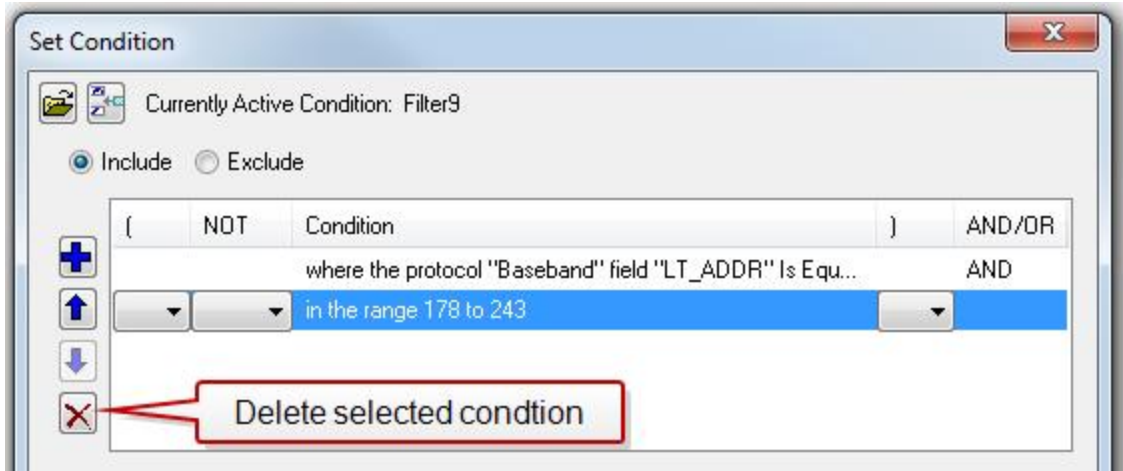 Set Condition
Currently Active Condition: Filter9
Include Exclude
( NOT Condition ) AND/OR
where the protocol "Baseband" field "LT_ADDR" Is Equ... AND
in the range 178 to 243
Delete selected condtion